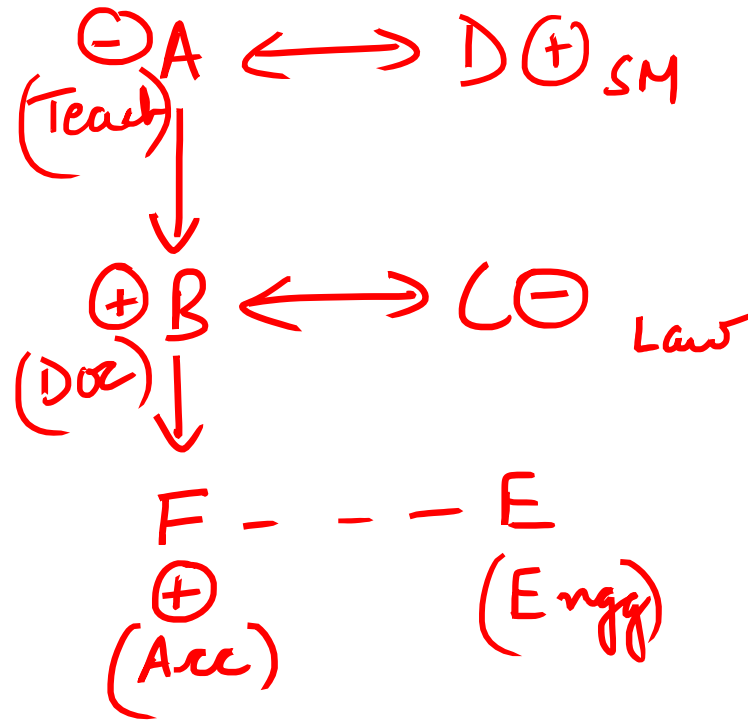 ⊖ A ↔ D ⊕ SM
(Teach)
⊕ B ↔ C ⊖ Law
(Doc)
F - - - E
⊕ (Engg)
(Acc)